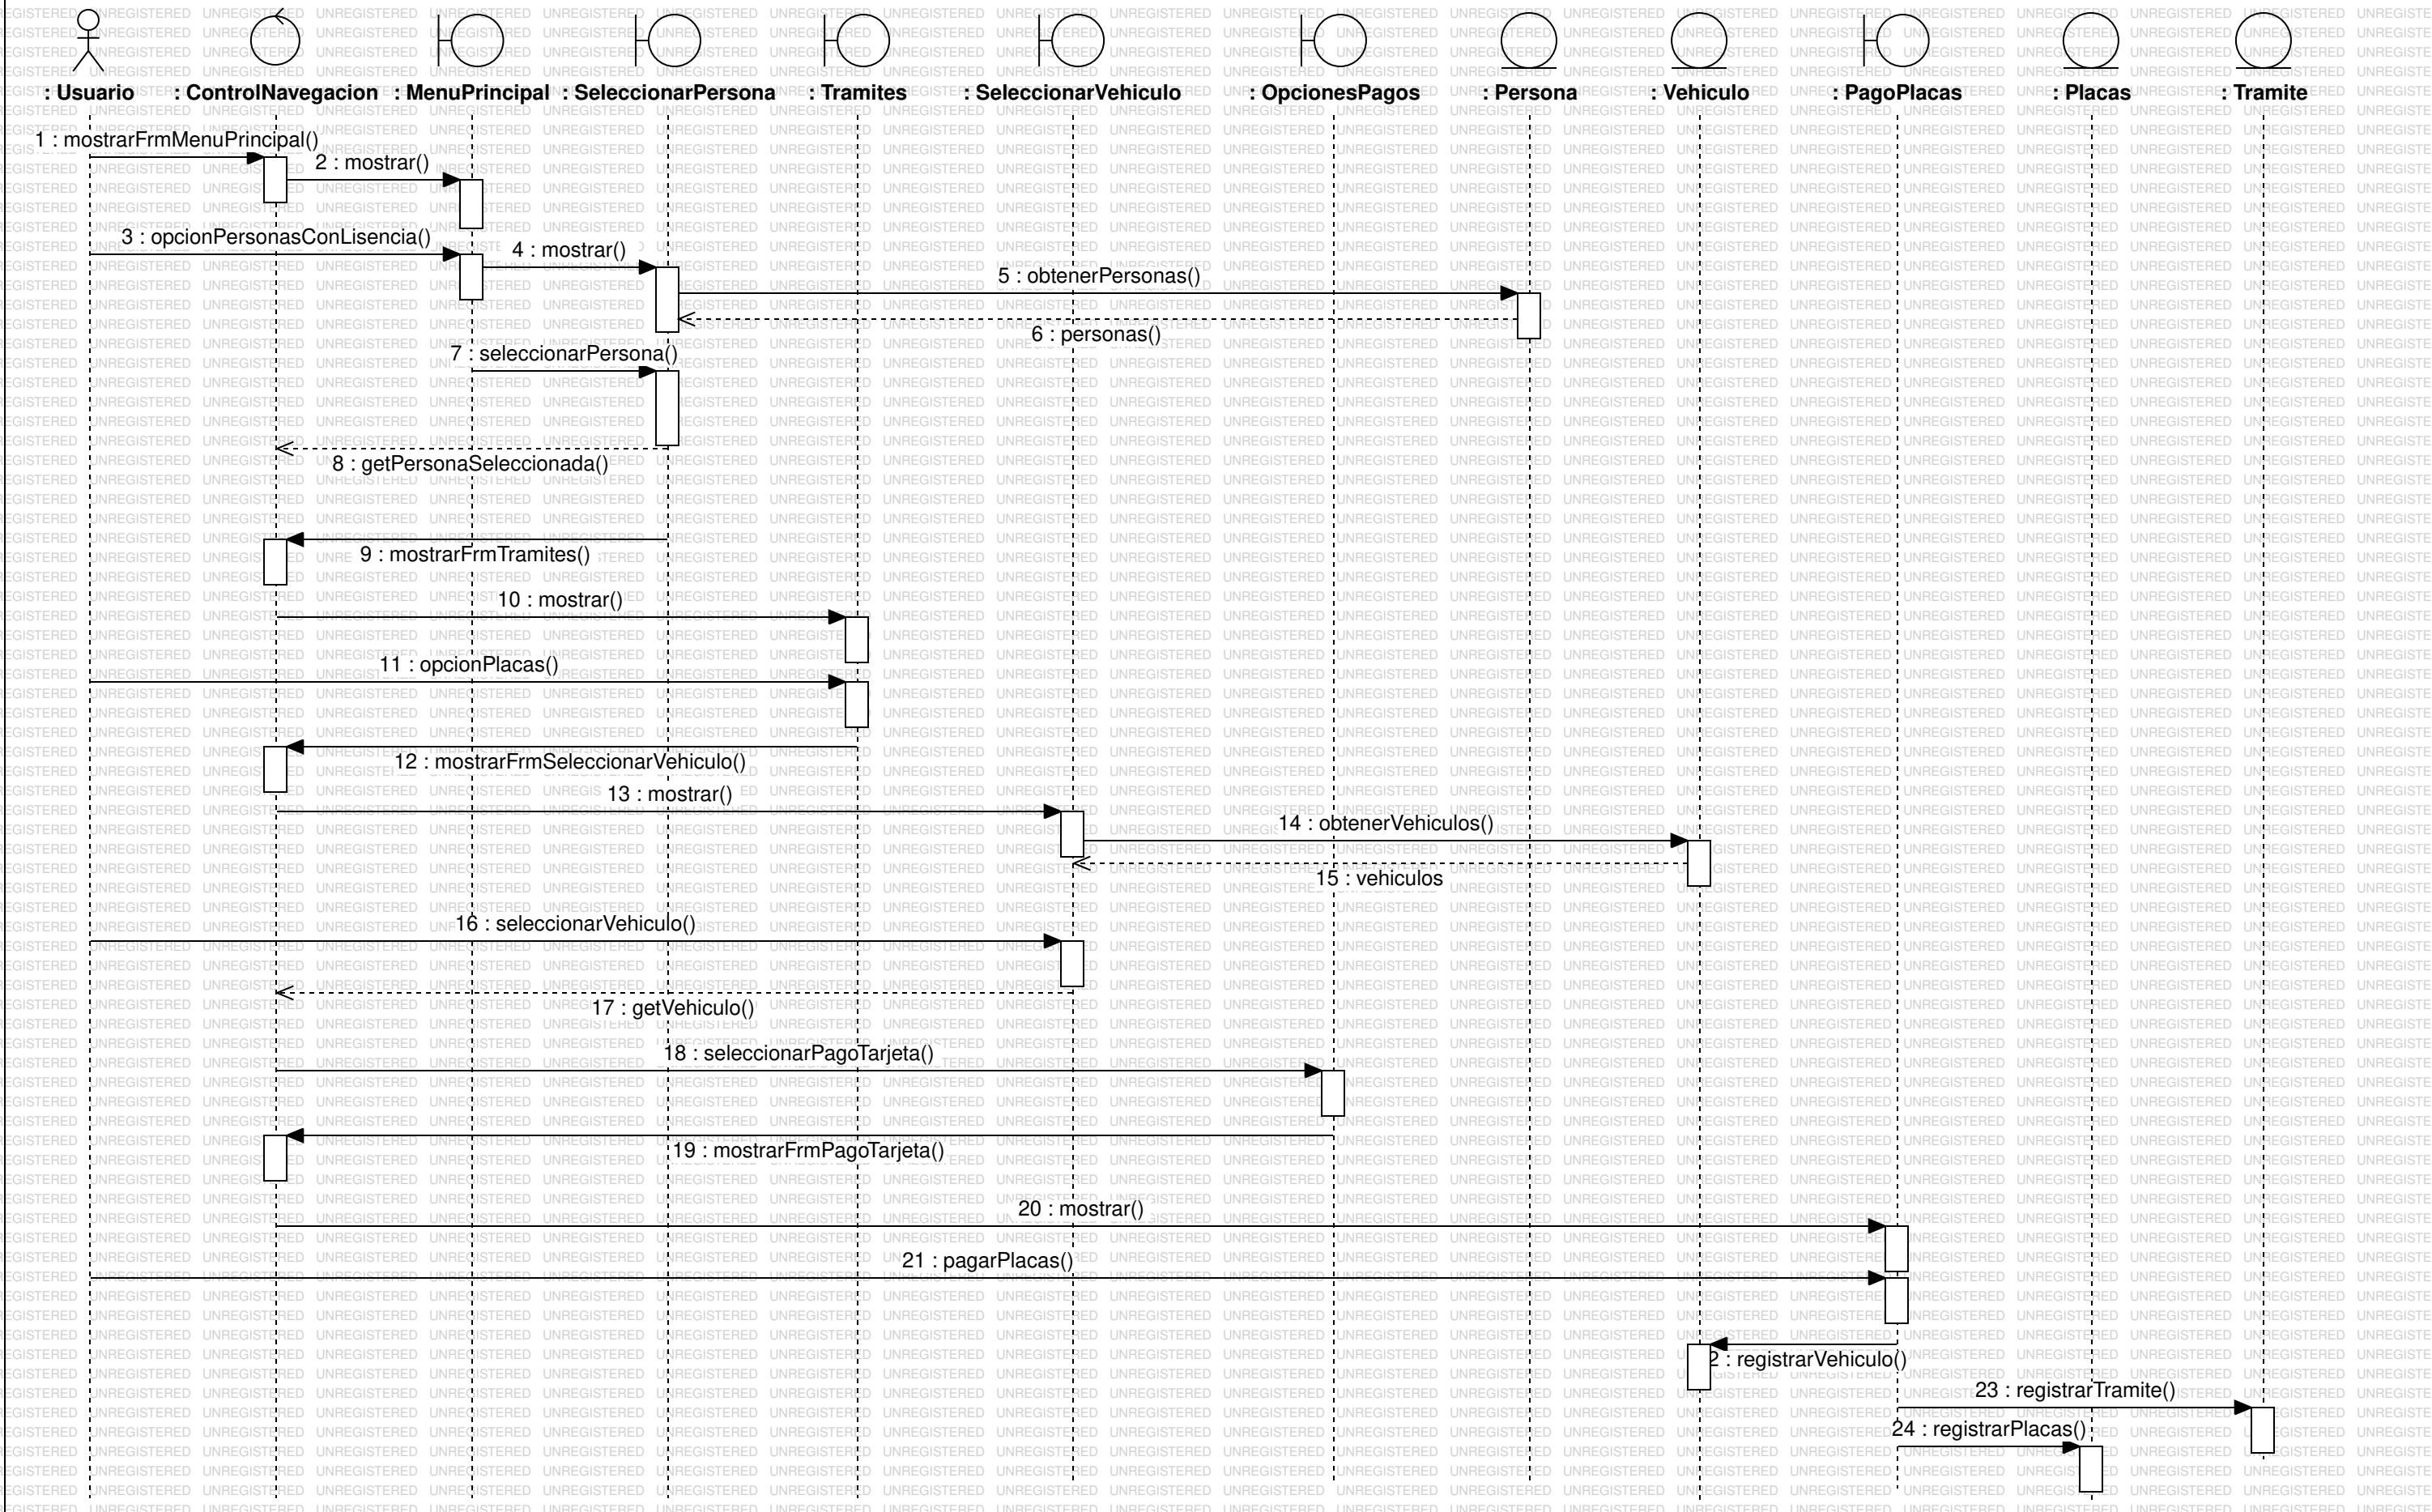 : Usuario
: ControlNavegacion
: MenuPrincipal
: SeleccionarPersona
: Tramites
: SeleccionarVehiculo
: OpcionesPagos
: Persona
: Vehiculo
: PagoPlacas
: Placas
: Tramite
1 : mostrarFrmMenuPrincipal()
2 : mostrar()
3 : opcionPersonasConLisencia()
4 : mostrar()
5 : obtenerPersonas()
6 : personas()
7 : seleccionarPersona()
8 : getPersonaSeleccionada()
9 : mostrarFrmTramites()
10 : mostrar()
11 : opcionPlacas()
12 : mostrarFrmSeleccionarVehiculo()
13 : mostrar()
14 : obtenerVehiculos()
15 : vehiculos
16 : seleccionarVehiculo()
17 : getVehiculo()
18 : seleccionarPagoTarjeta()
19 : mostrarFrmPagoTarjeta()
20 : mostrar()
21 : pagarPlacas()
2 : registrarVehiculo()
23 : registrarTramite()
24 : registrarPlacas()
UNREGISTERED